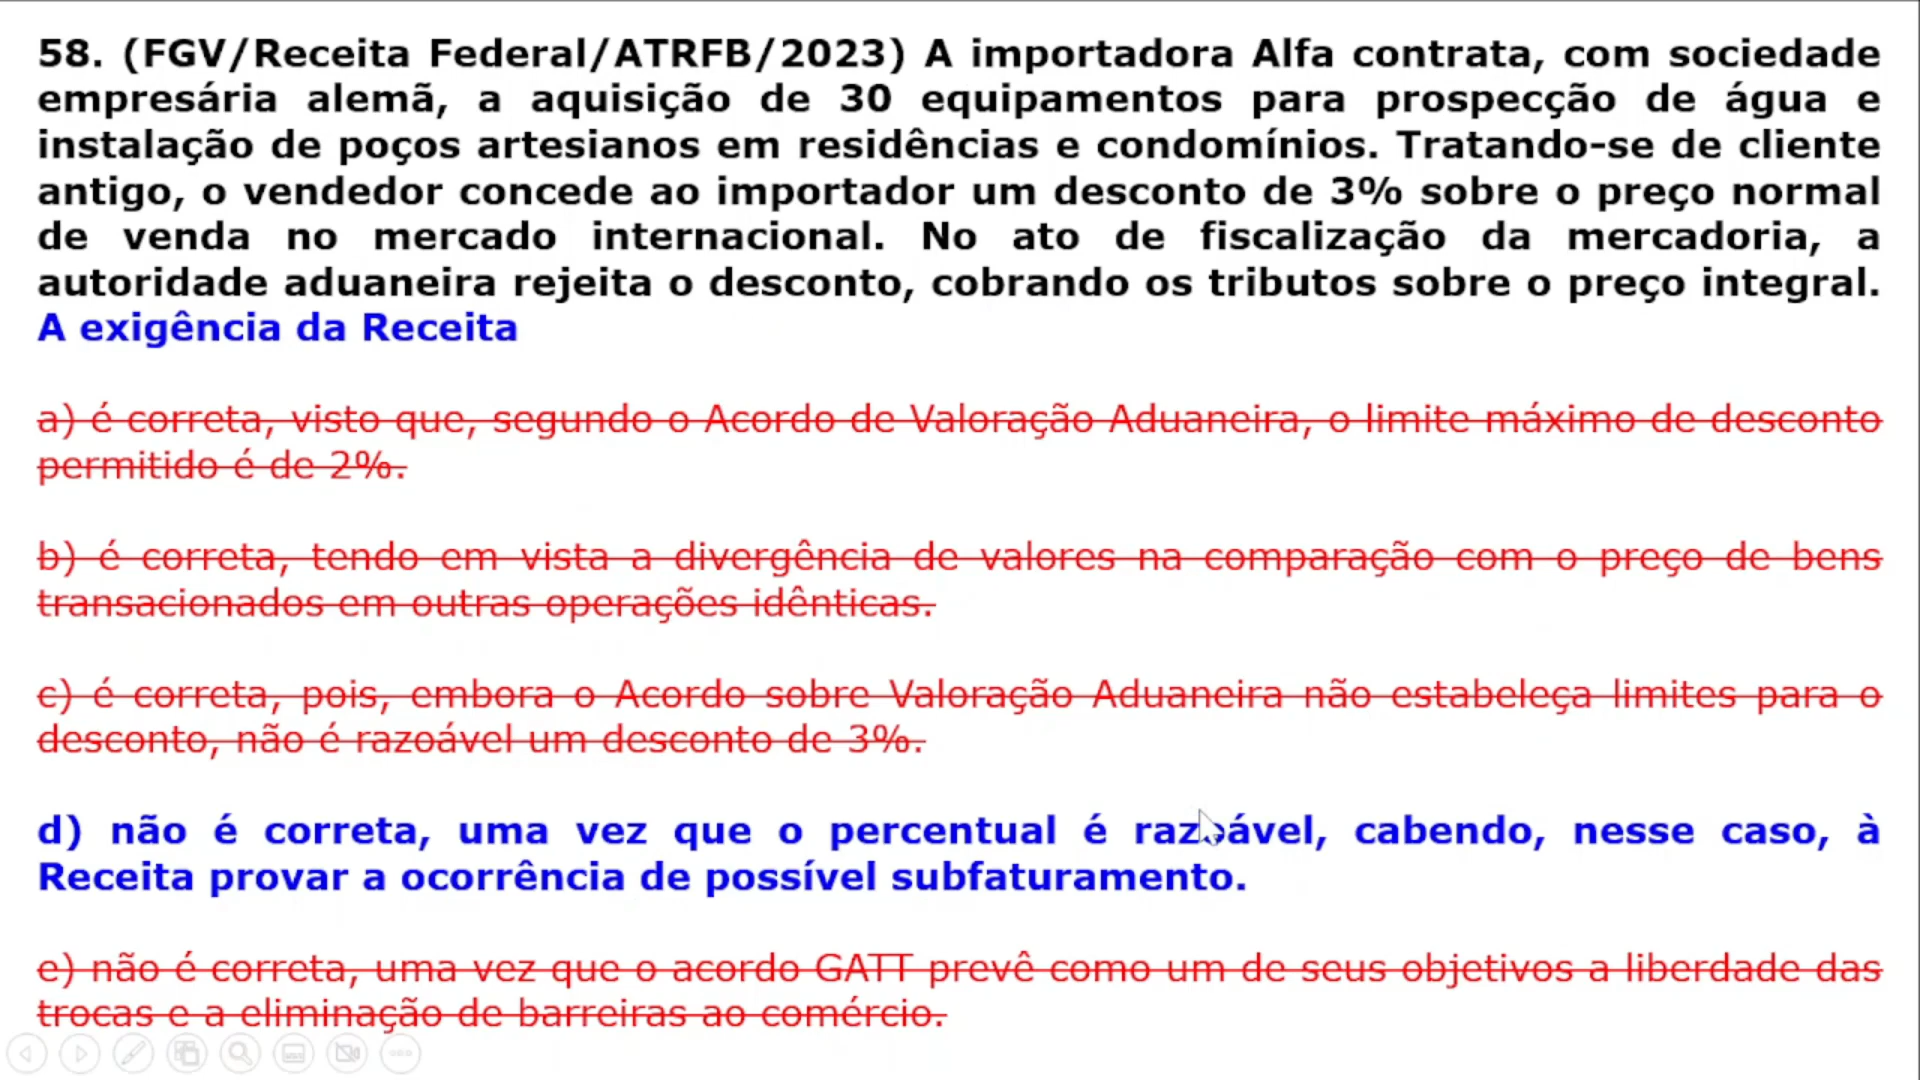 58. (FGV/Receita Federal/ATRFB/2023) A importadora Alfa contrata, com sociedade
empresária alemã, a aquisição de 30 equipamentos para prospecção de água e
instalação de poços artesianos em residências e condomínios. Tratando-se de cliente
antigo, o vendedor concede ao importador um desconto de 3% sobre o preço normal
de venda no mercado internacional. No ato de fiscalização da mercadoria, a
autoridade aduaneira rejeita o desconto, cobrando os tributos sobre o preço integral.
A exigência da Receita
a) é correta, visto que, segundo o Acordo de Valoração Aduaneira, o limite máximo de desconto
permitido é de 2%.
b) é correta, tendo em vista a divergência de valores na comparação com o preço de bens
transacionados em outras operações idênticas.
c) é correta, pois, embora o Acordo sobre Valoração Aduaneira não estabeleça limites para o
desconto, não é razoável um desconto de 3%.
d) não é correta, uma vez que o percentual é razoável, cabendo, nesse caso, à
Receita provar a ocorrência de possível subfaturamento.
e) não é correta, uma vez que o acordo GATT prevê como um de seus objetivos a liberdade das
trocas e a eliminação de barreiras ao comércio.